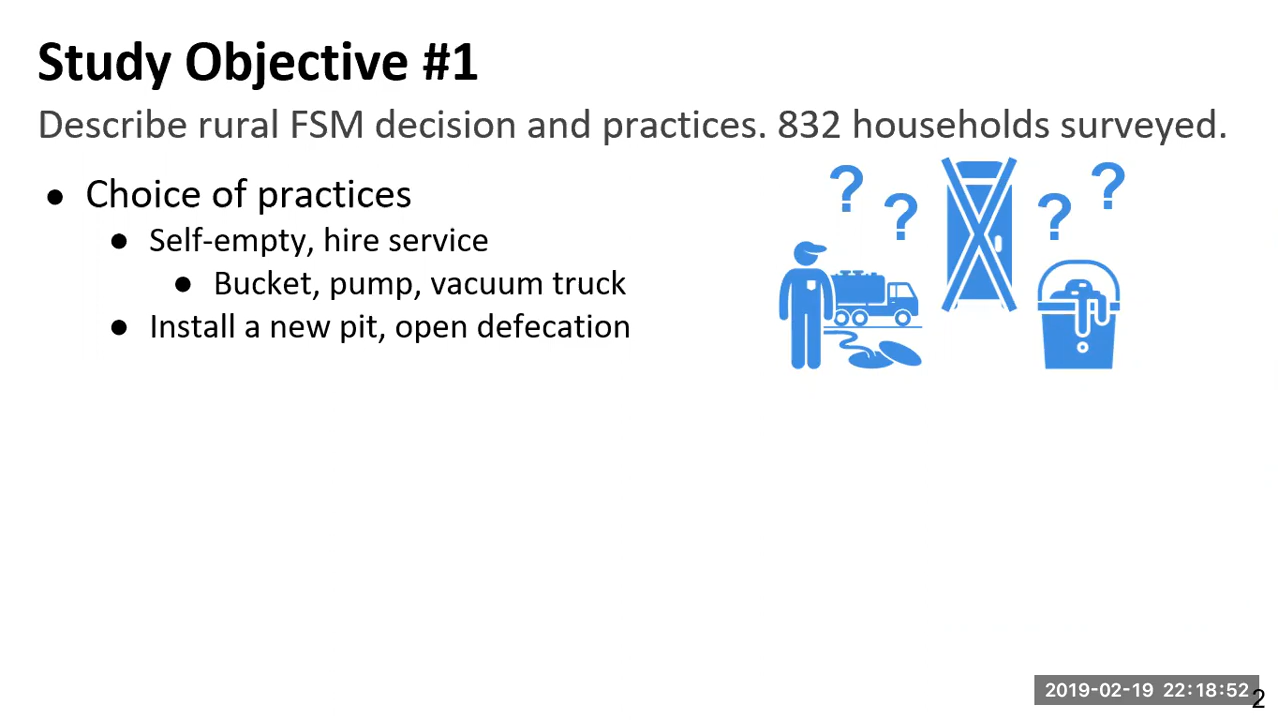 Study Objective #1
Describe rural FSM decision and practices. 832 households surveyed.
● Choice of practices
● Self-empty, hire service
● Bucket, pump, vacuum truck
● Install a new pit, open defecation
? ? ? ?
2019-02-19 22:18:52
2